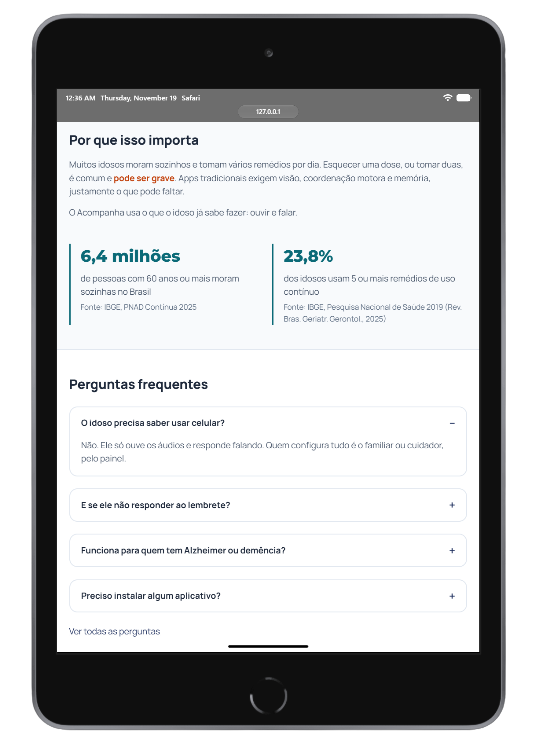 12:36 AM Thursday, November 19 Safari
127.0.0.1
Por que isso importa
Muitos idosos moram sozinhos e tomam vários remédios por dia. Esquecer uma dose, ou tomar duas,
é comum e pode ser grave. Apps tradicionais exigem visão, coordenação motora e memória,
justamente o que pode faltar.
O Acompanha usa o que o idoso já sabe fazer: ouvir e falar.
6,4 milhões
de pessoas com 60 anos ou mais moram
sozinhas no Brasil
Fonte: IBGE, PNAD Contínua 2025
23,8%
dos idosos usam 5 ou mais remédios de uso
contínuo
Fonte: IBGE, Pesquisa Nacional de Saúde 2019 (Rev.
Bras. Geriatr. Gerontol., 2025)
Perguntas frequentes
O idoso precisa saber usar celular? −
Não. Ele só ouve os áudios e responde falando. Quem configura tudo é o familiar ou cuidador,
pelo painel.
E se ele não responder ao lembrete? +
Funciona para quem tem Alzheimer ou demência? +
Preciso instalar algum aplicativo? +
Ver todas as perguntas